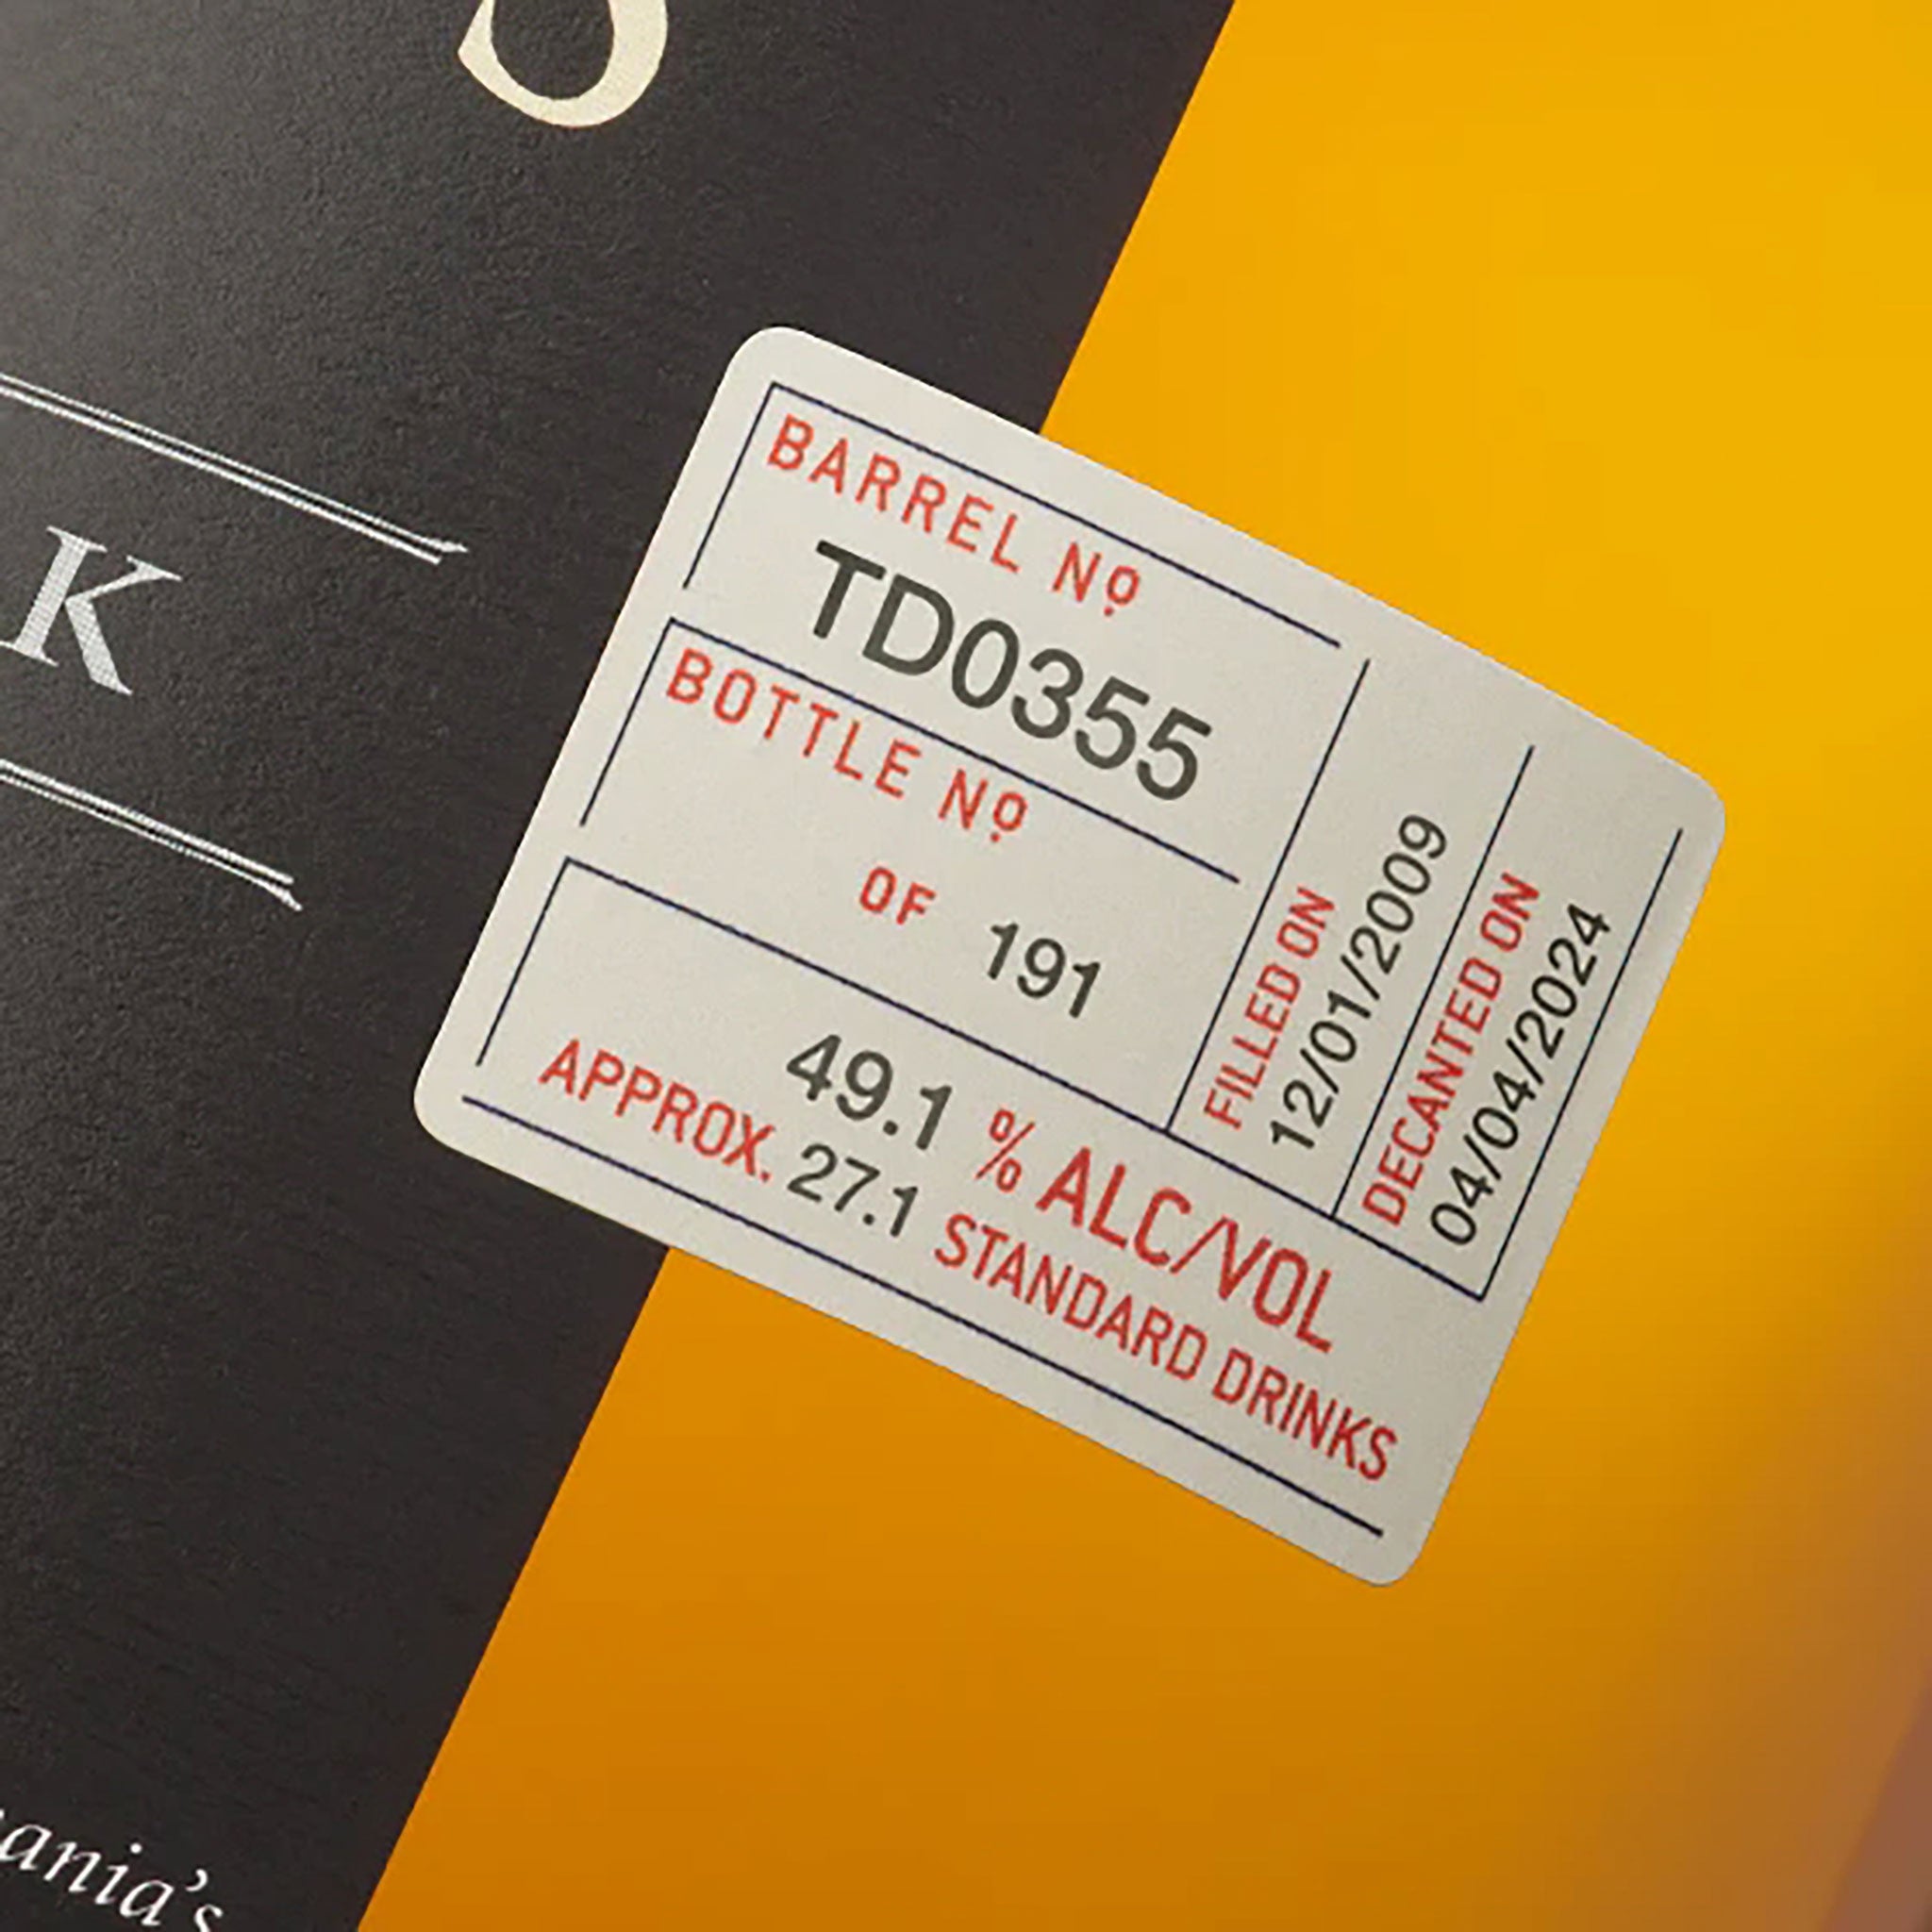 S
K
BARREL Nº
TD0355
BOTTLE Nº
OF 191
49.1 % ALC/VOL
APPROX. 27.1 STANDARD DRINKS
FILLED ON
12/01/2009
DECANTED ON
04/04/2024
ania's